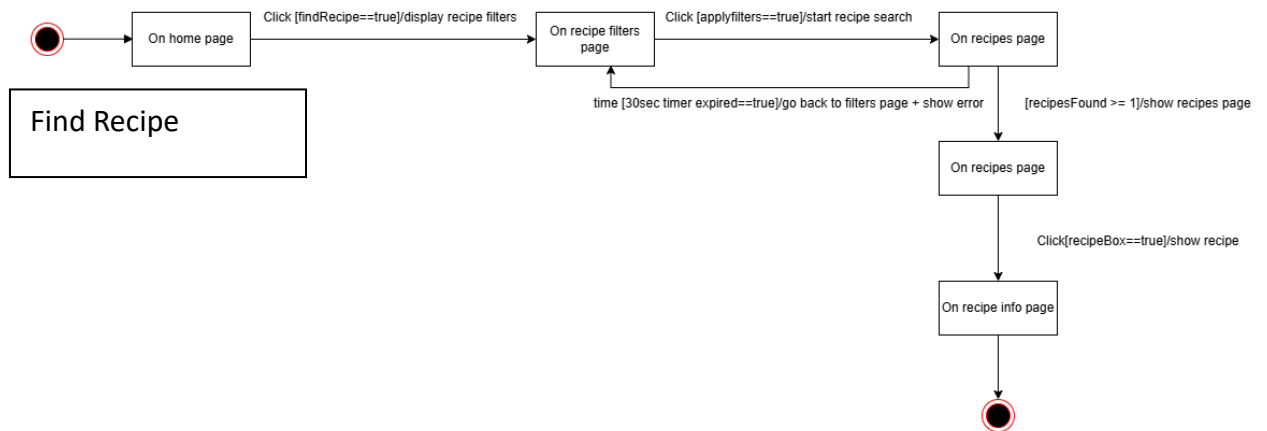 Click [findRecipe==true]/display recipe filters
Click [applyfilters==true]/start recipe search
On home page
On recipe filters
page
On recipes page
time [30sec timer expired==true]/go back to filters page + show error
[recipesFound >= 1]/show recipes page
Find Recipe
On recipes page
Click[recipeBox==true]/show recipe
On recipe info page